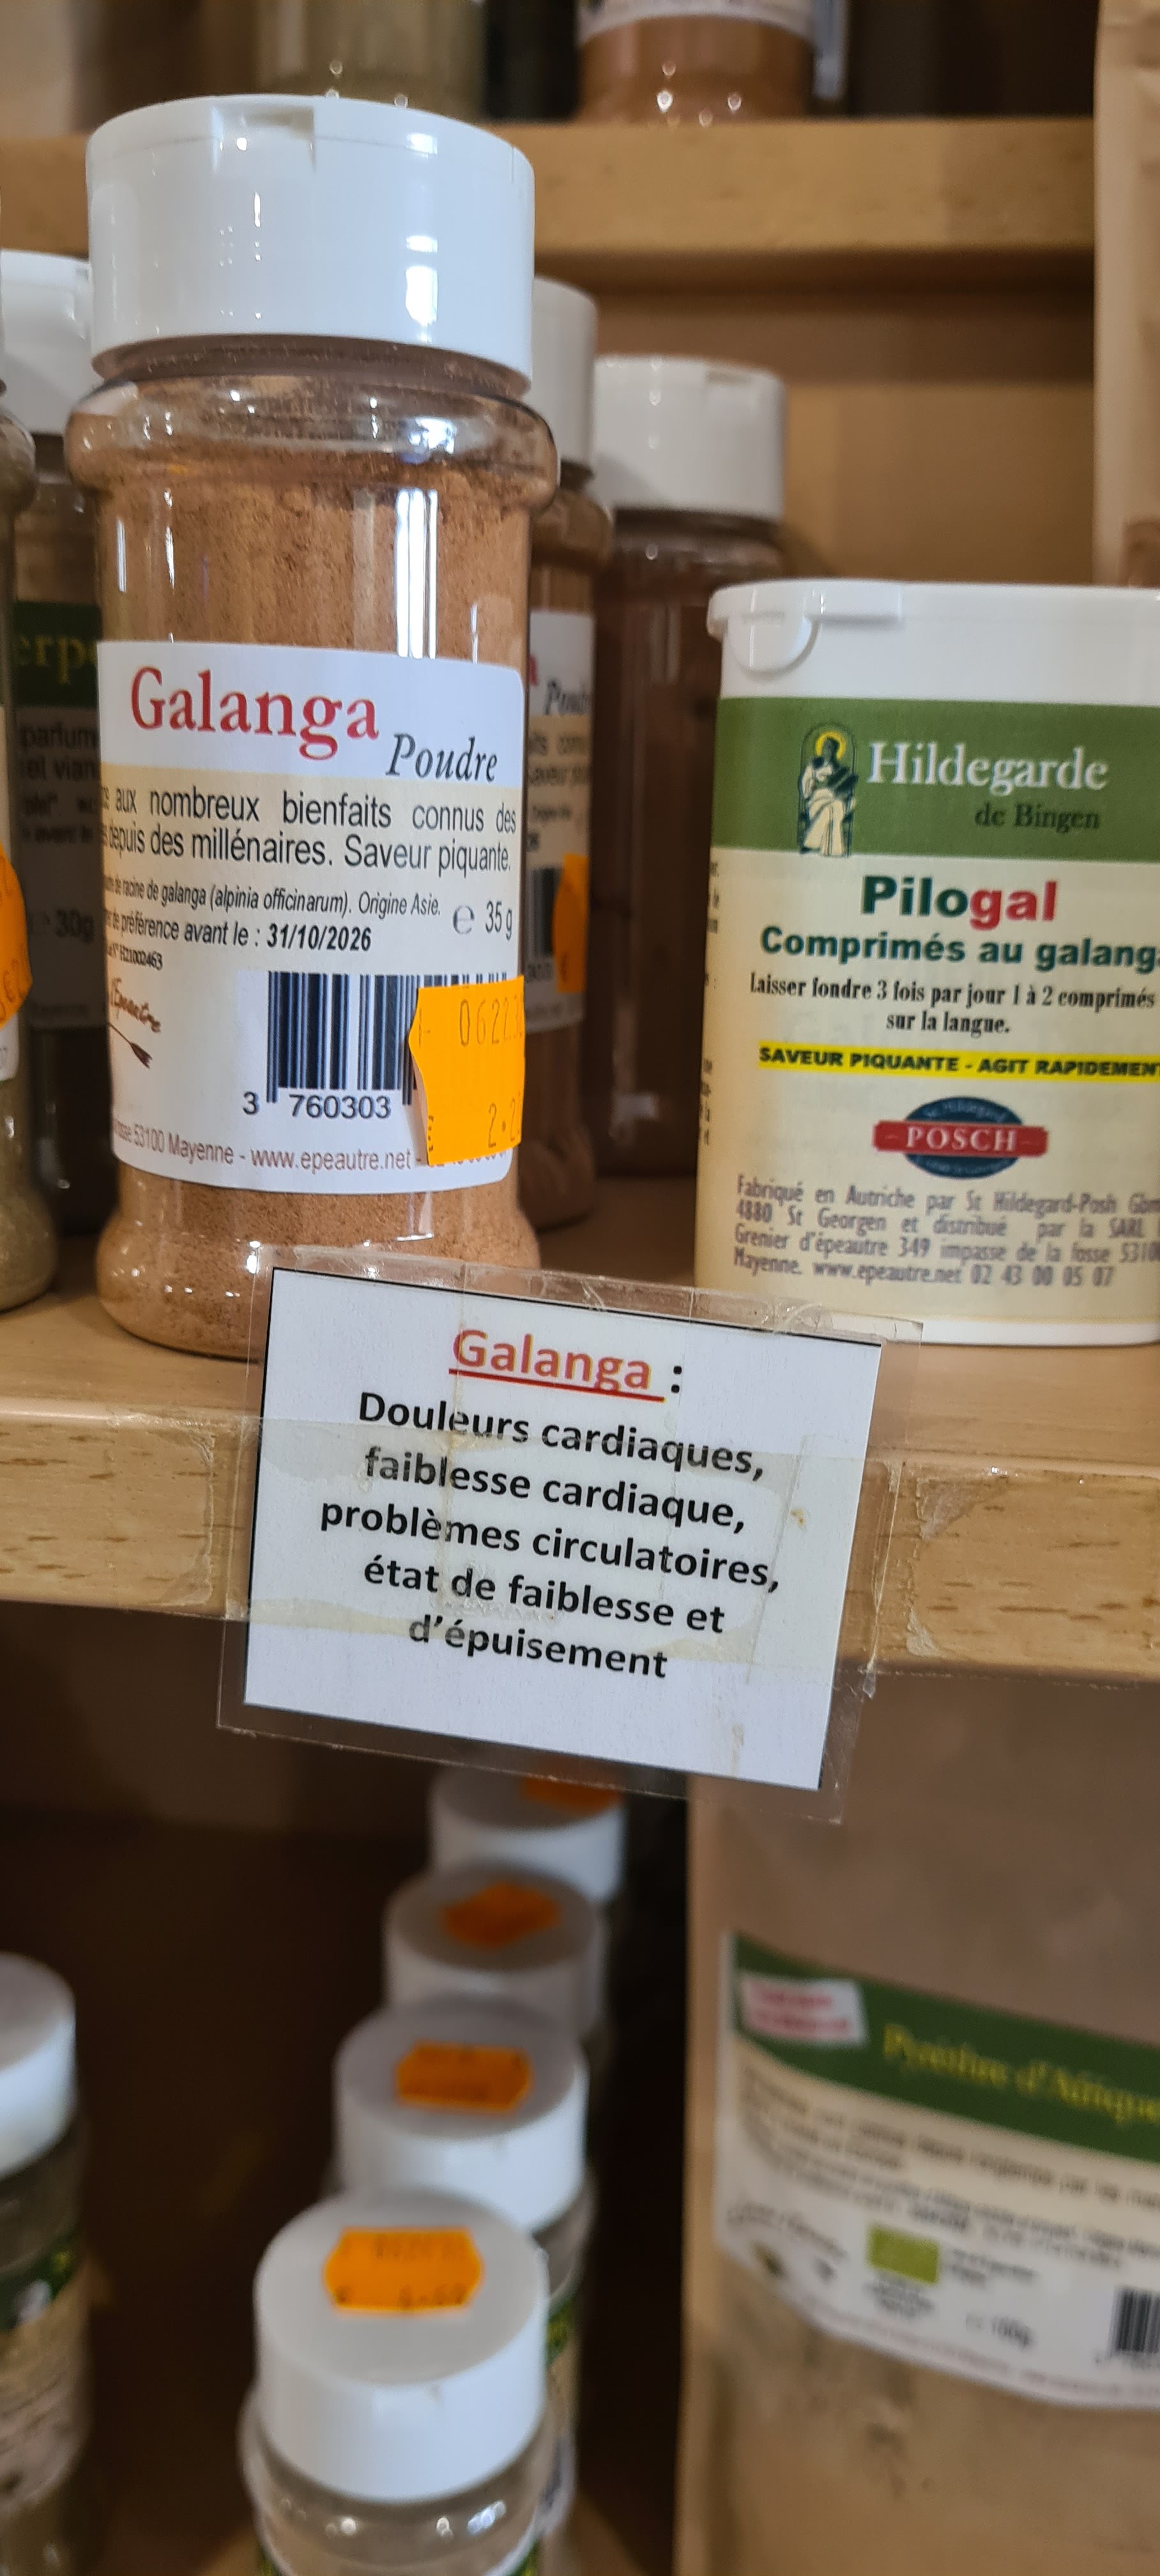 Galanga
Poudre
aux nombreux bienfaits connus des
depuis des millénaires. Saveur piquante.
de racine de galanga (alpinia officinarum). Origine Asie.
℮ 35 g
préférence avant le : 31/10/2026
3 760303
53100 Mayenne - www.epeautre.net -
Poudre
30g
Hildegarde
de Bingen
Pilogal
Comprimés au galanga
Laisser fondre 3 fois par jour 1 à 2 comprimés
sur la langue.
SAVEUR PIQUANTE - AGIT RAPIDEMENT
POSCH
Fabriqué en Autriche par St Hildegard-Posh
4880 St Georgen et distribué par la SARL
Grenier d'épeautre 349 impasse de la fosse 5310
Mayenne. www.epeautre.net 02 43 00 05 07
Galanga :
Douleurs cardiaques,
faiblesse cardiaque,
problèmes circulatoires,
état de faiblesse et
d'épuisement